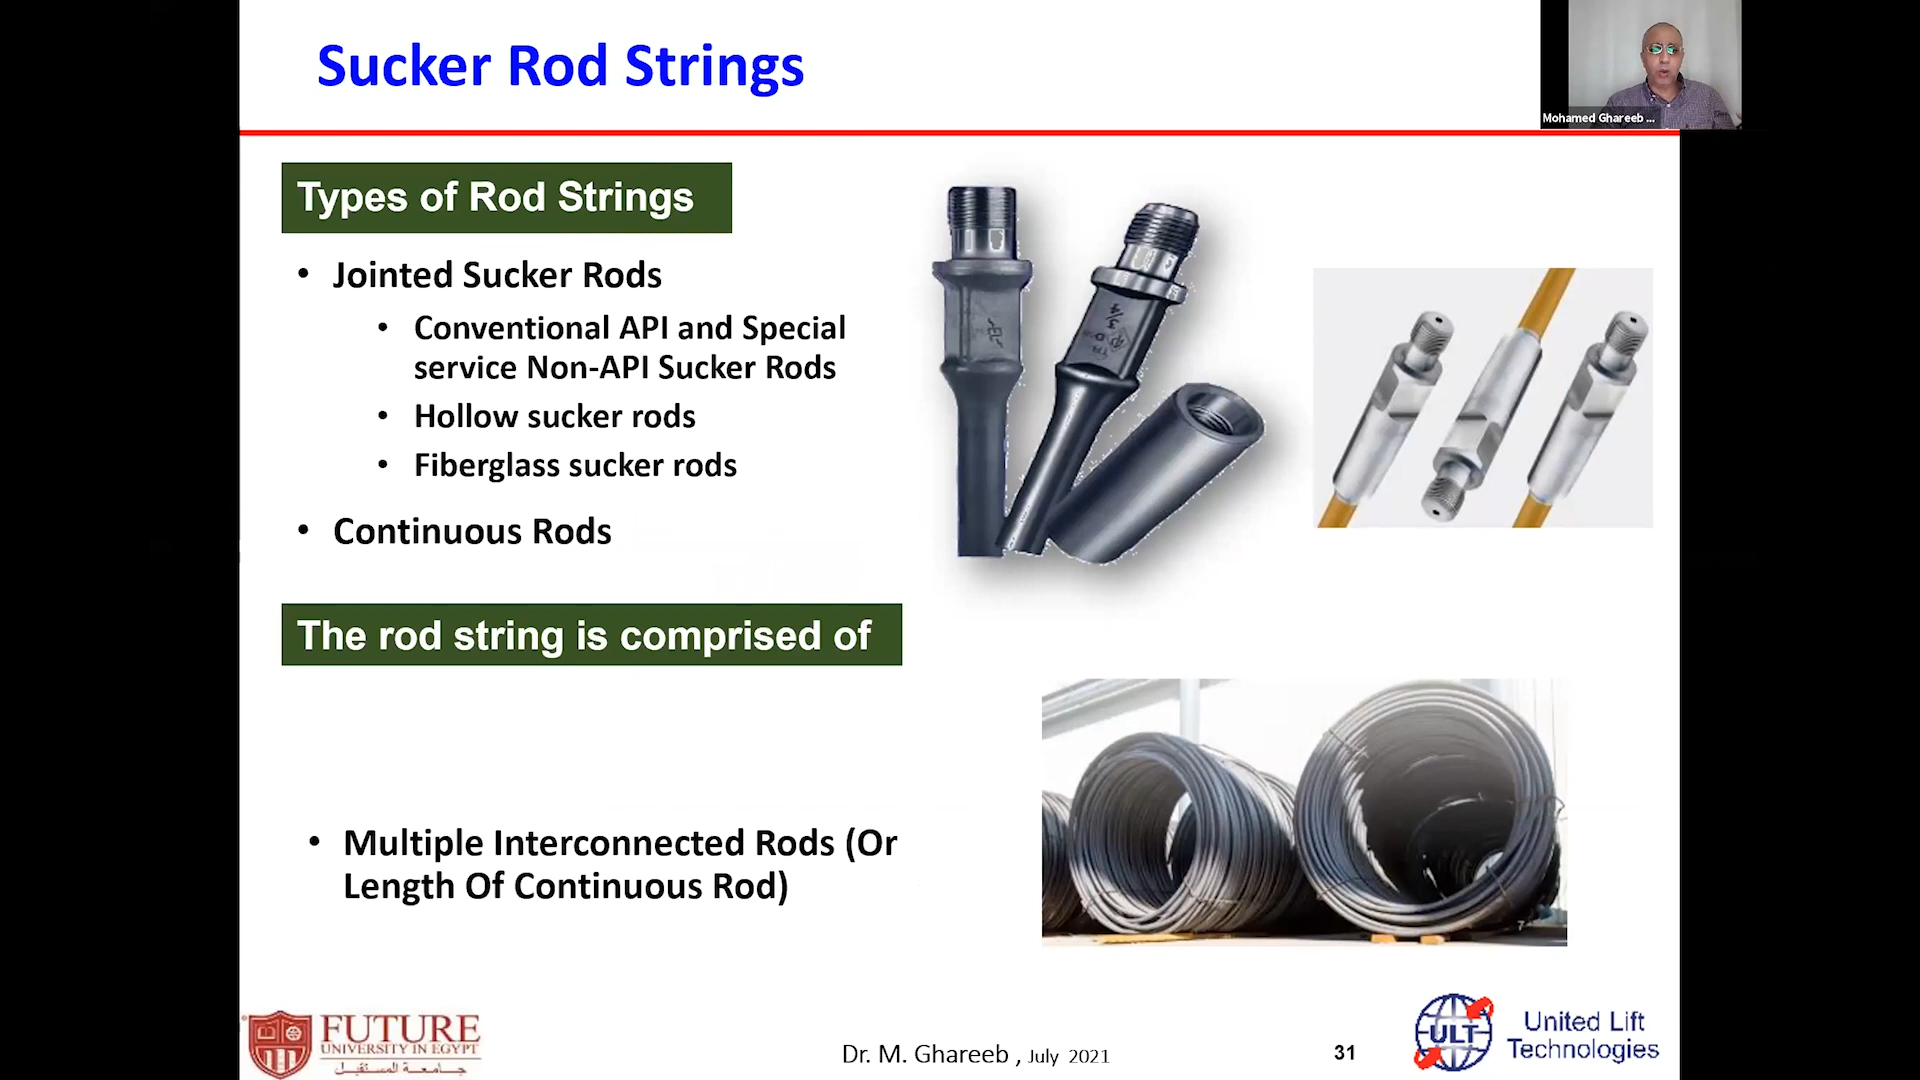 Sucker Rod Strings
Mohamed Ghareeb ...
Types of Rod Strings
• Jointed Sucker Rods
• Conventional API and Special
service Non-API Sucker Rods
• Hollow sucker rods
• Fiberglass sucker rods
• Continuous Rods
The rod string is comprised of
• Multiple Interconnected Rods (Or
Length Of Continuous Rod)
FUTURE
UNIVERSITY IN EGYPT
جامعة المستقبل
Dr. M. Ghareeb , July 2021
31
ULT
United Lift
Technologies